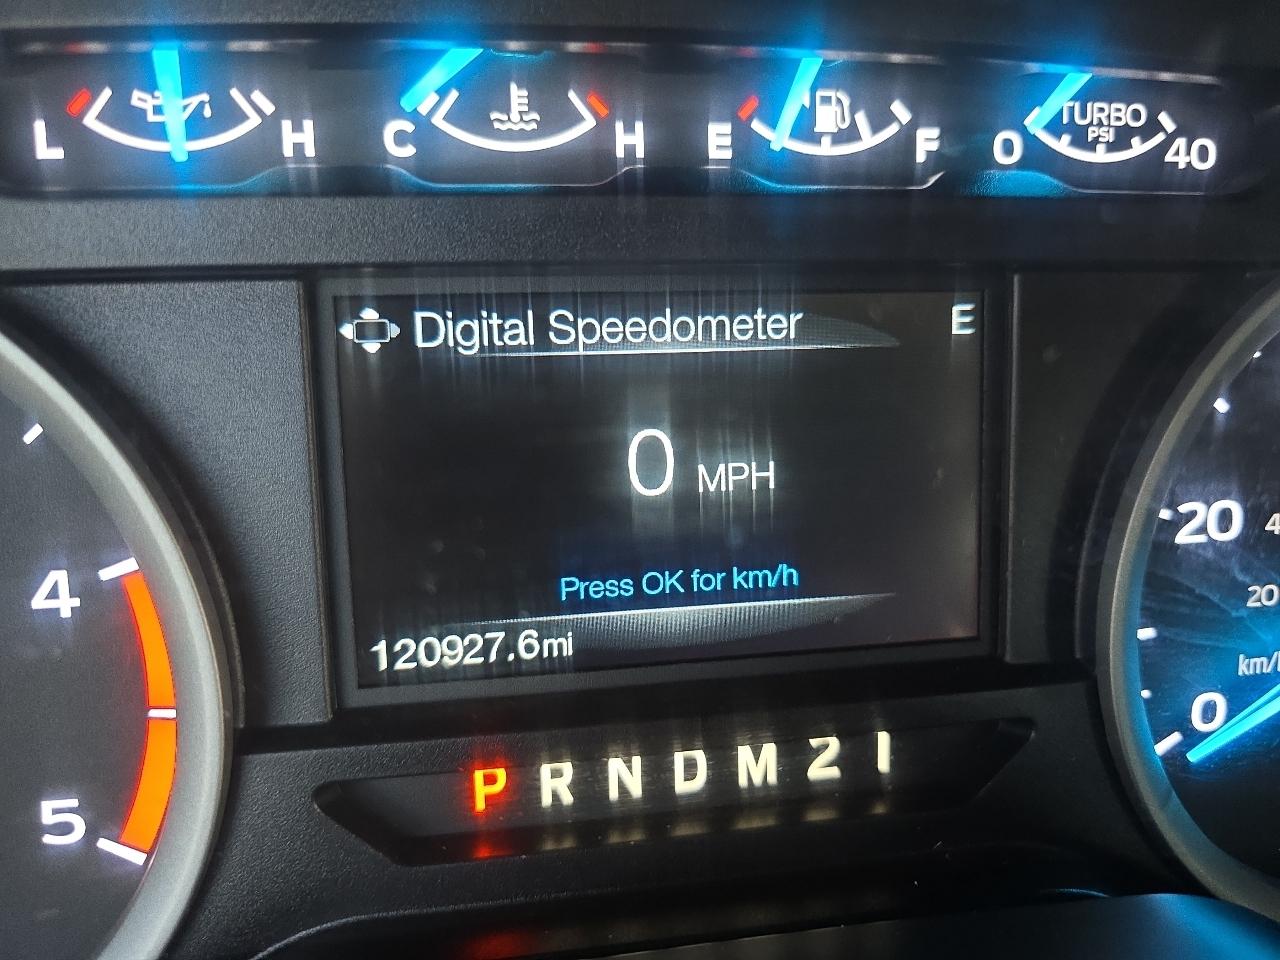 L H C H E F 0 TURBO PSI 40
Digital Speedometer E
0 MPH
Press OK for km/h
120927.6mi
4
5
20
20
0
P R N D M 2 1